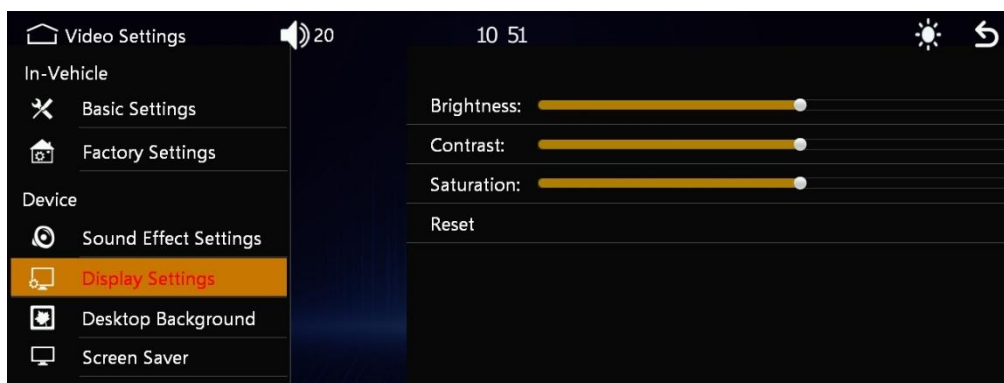 Video Settings 20 10 51
In-Vehicle
Basic Settings
Factory Settings
Device
Sound Effect Settings
Display Settings
Desktop Background
Screen Saver
Brightness:
Contrast:
Saturation:
Reset